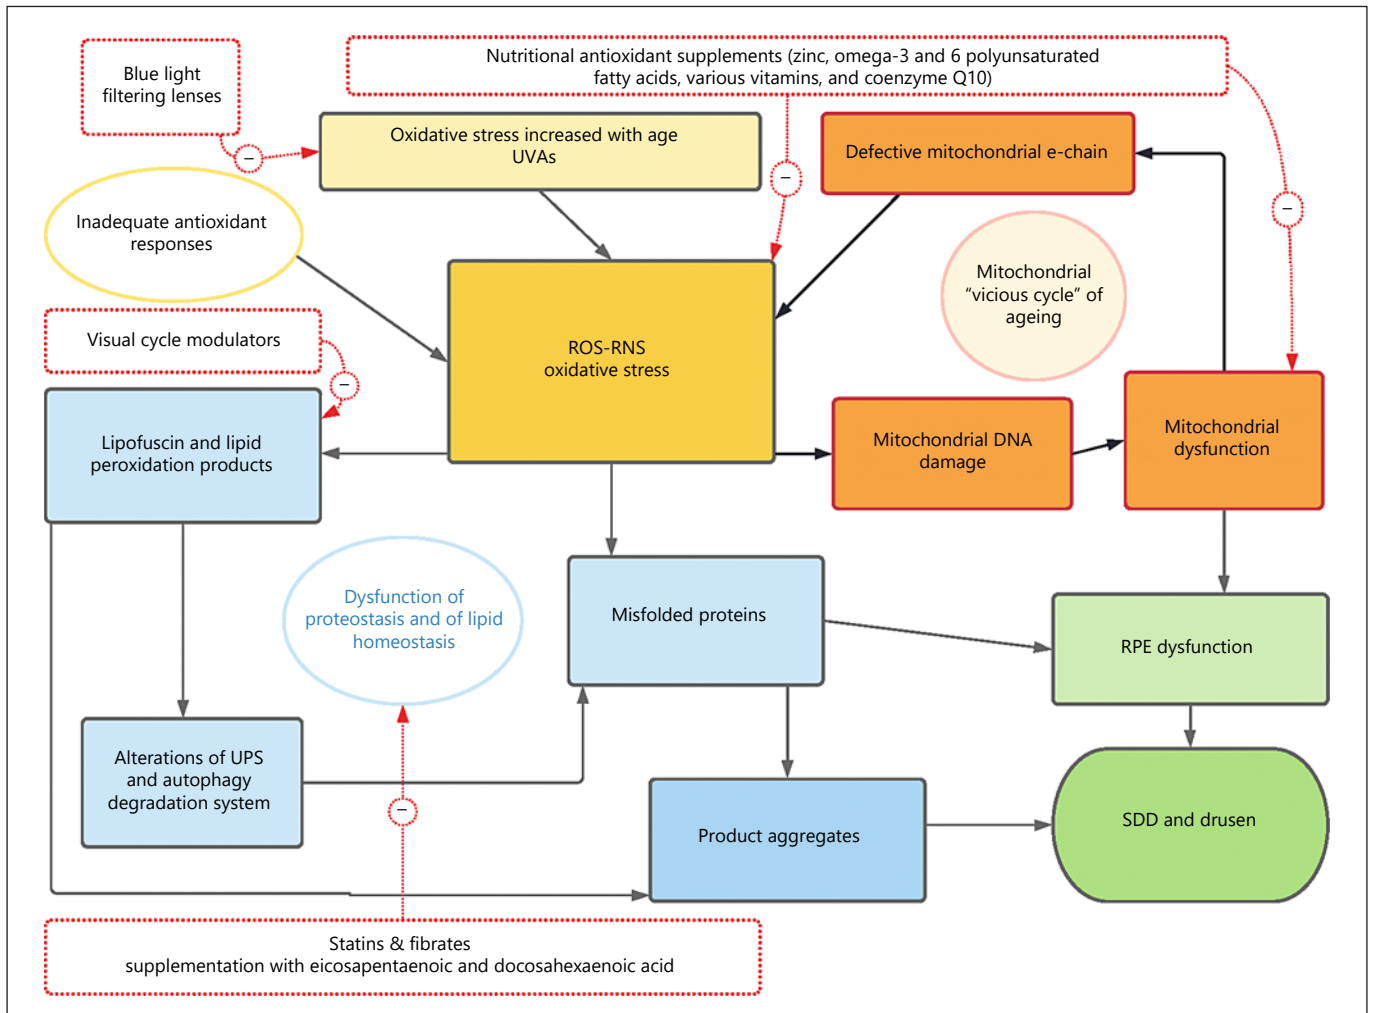 Blue light
filtering lenses
Nutritional antioxidant supplements (zinc, omega-3 and 6 polyunsaturated
fatty acids, various vitamins, and coenzyme Q10)
Oxidative stress increased with age
UVAs
Defective mitochondrial e-chain
–
–
–
Inadequate antioxidant
responses
Mitochondrial
"vicious cycle" of
ageing
Visual cycle modulators
–
ROS-RNS
oxidative stress
Lipofuscin and lipid
peroxidation products
Mitochondrial DNA
damage
Mitochondrial
dysfunction
Dysfunction of
proteostasis and of lipid
homeostasis
Misfolded proteins
RPE dysfunction
Alterations of UPS
and autophagy
degradation system
–
Product aggregates
SDD and drusen
Statins & fibrates
supplementation with eicosapentaenoic and docosahexaenoic acid